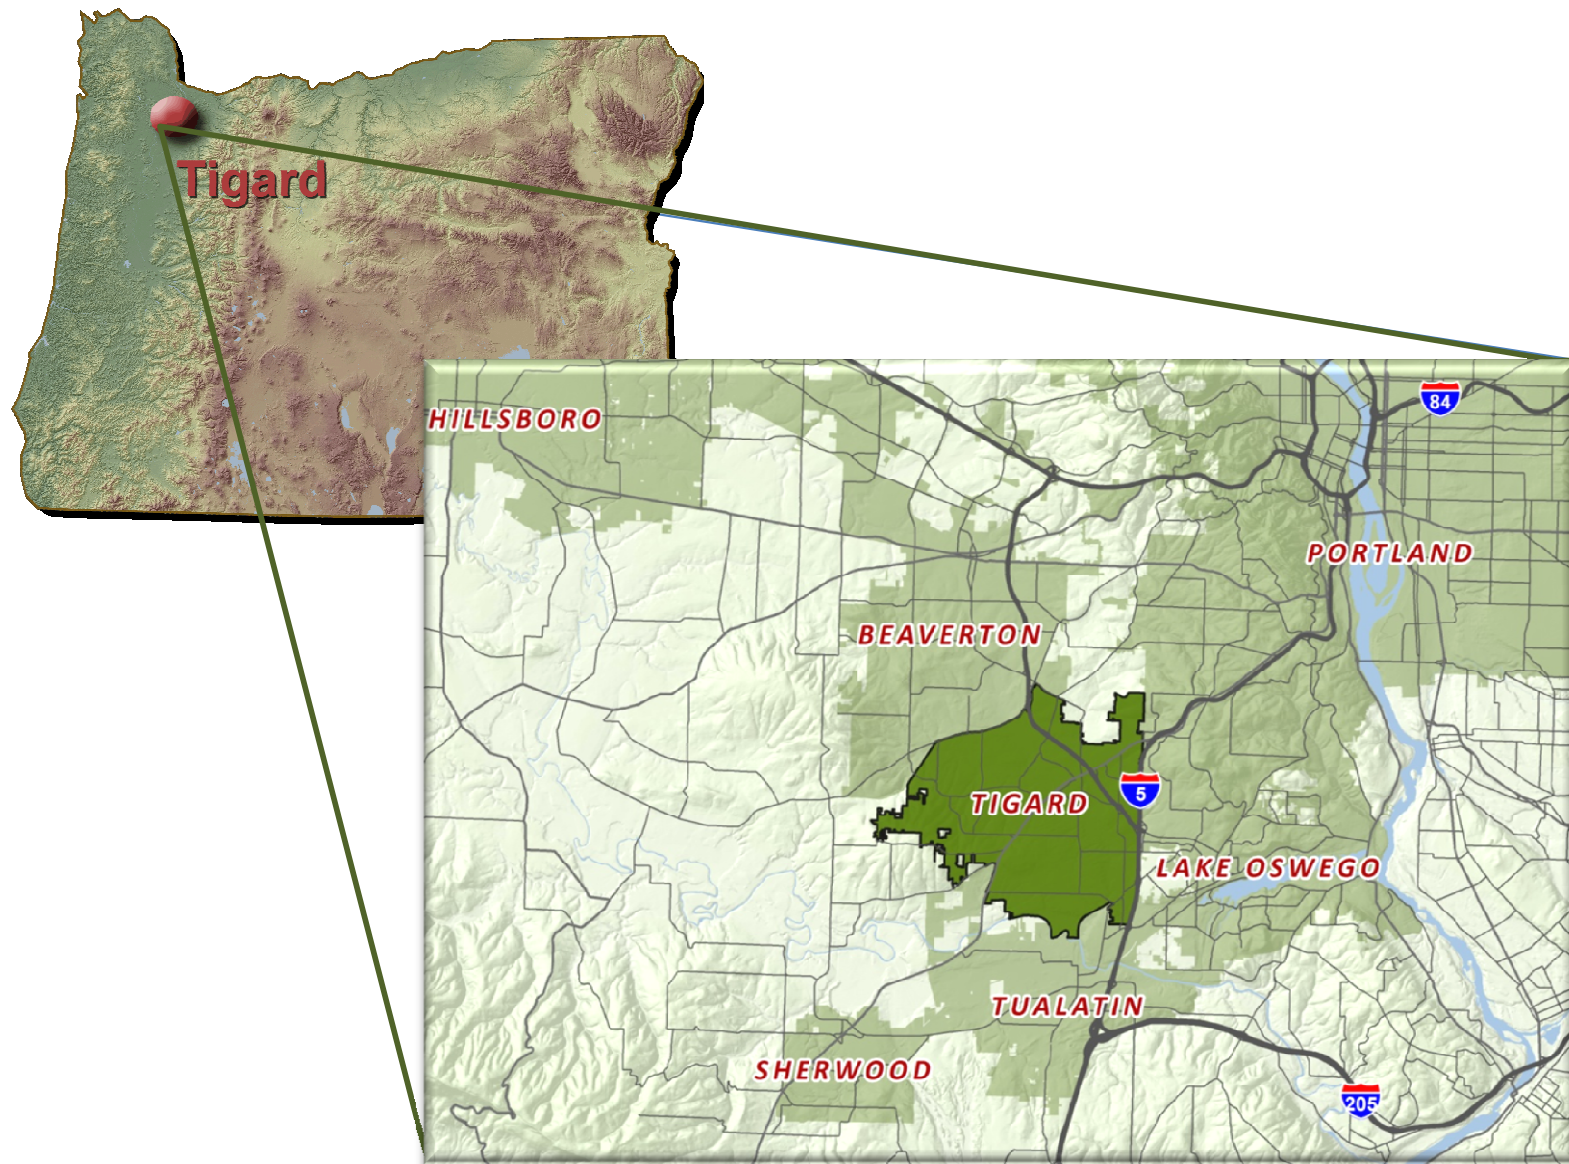 Tigard
HILLSBORO
84
PORTLAND
BEAVERTON
5
TIGARD
LAKE OSWEGO
TUALATIN
SHERWOOD
205